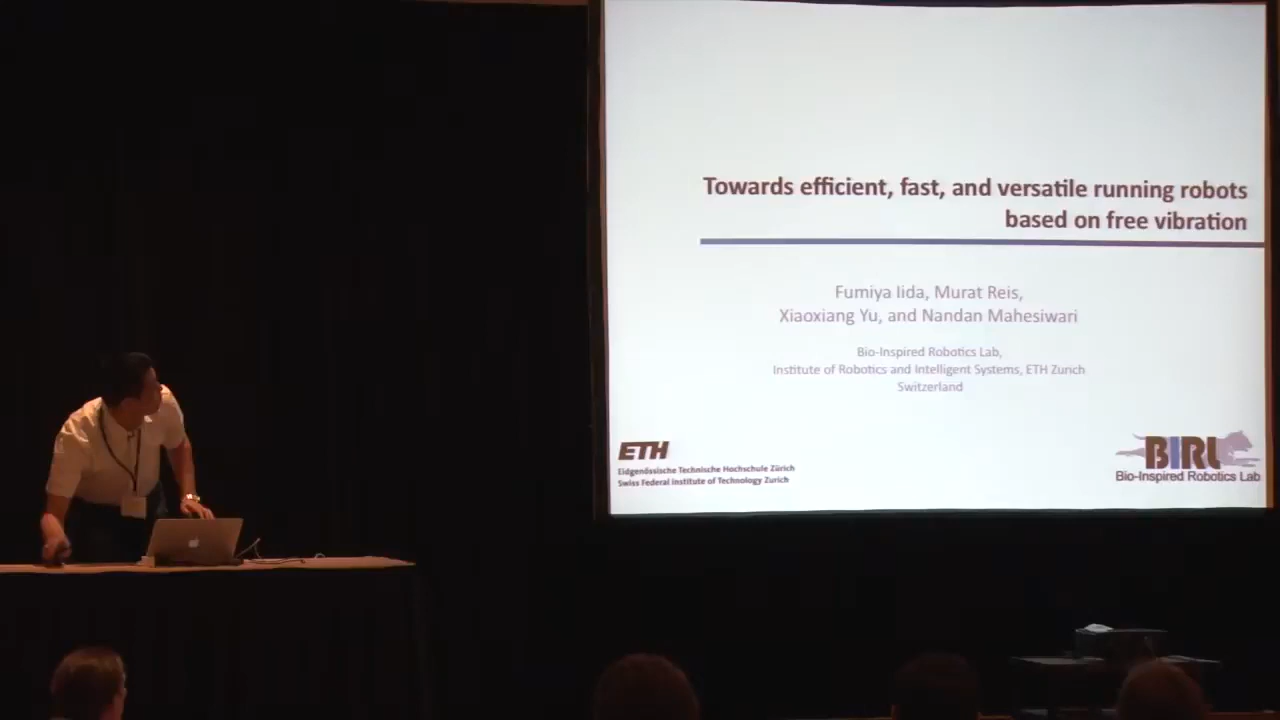 Towards efficient, fast, and versatile running robots
based on free vibration
Fumiya Iida, Murat Reis,
Xiaoxiang Yu, and Nandan Mahesiwari
Bio-Inspired Robotics Lab,
Institute of Robotics and Intelligent Systems, ETH Zurich
Switzerland
ETH
Eidgenössische Technische Hochschule Zürich
Swiss Federal Institute of Technology Zurich
BIRL
Bio-Inspired Robotics Lab